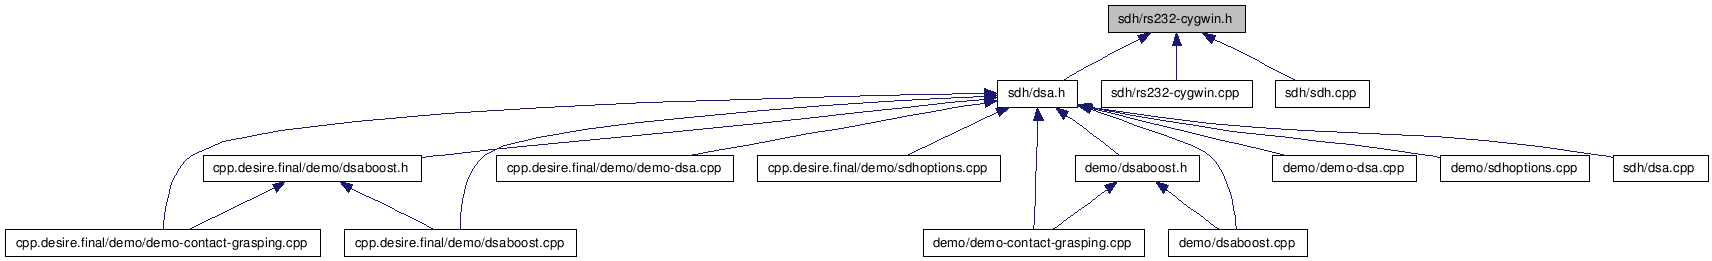 sdh/rs232-cygwin.h
sdh/dsa.h
sdh/rs232-cygwin.cpp
sdh/sdh.cpp
cpp.desire.final/demo/dsaboost.h
cpp.desire.final/demo/demo-dsa.cpp
cpp.desire.final/demo/sdhoptions.cpp
demo/dsaboost.h
demo/demo-dsa.cpp
demo/sdhoptions.cpp
sdh/dsa.cpp
cpp.desire.final/demo/demo-contact-grasping.cpp
cpp.desire.final/demo/dsaboost.cpp
demo/demo-contact-grasping.cpp
demo/dsaboost.cpp